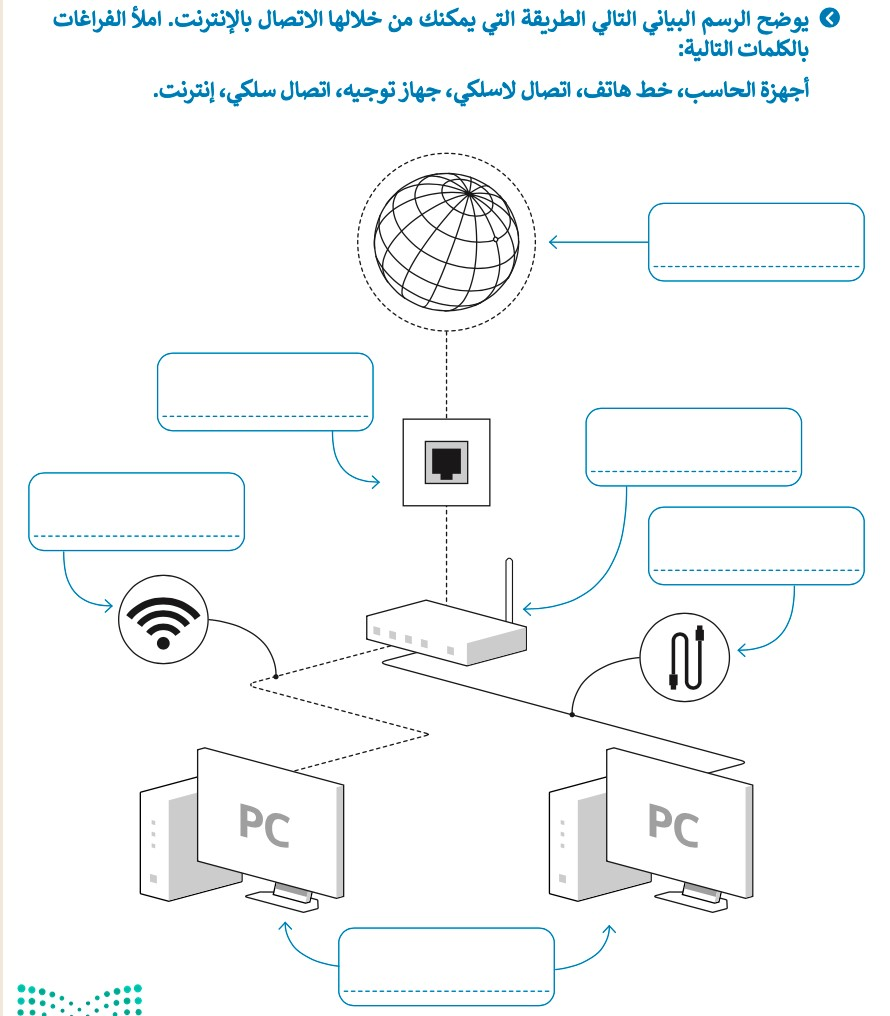 يوضح الرسم البياني التالي الطريقة التي يمكنك من خلالها الاتصال بالإنترنت. املأ الفراغات
بالكلمات التالية:
أجهزة الحاسب، خط هاتف، اتصال لاسلكي، جهاز توجيه، اتصال سلكي، إنترنت.
PC
PC